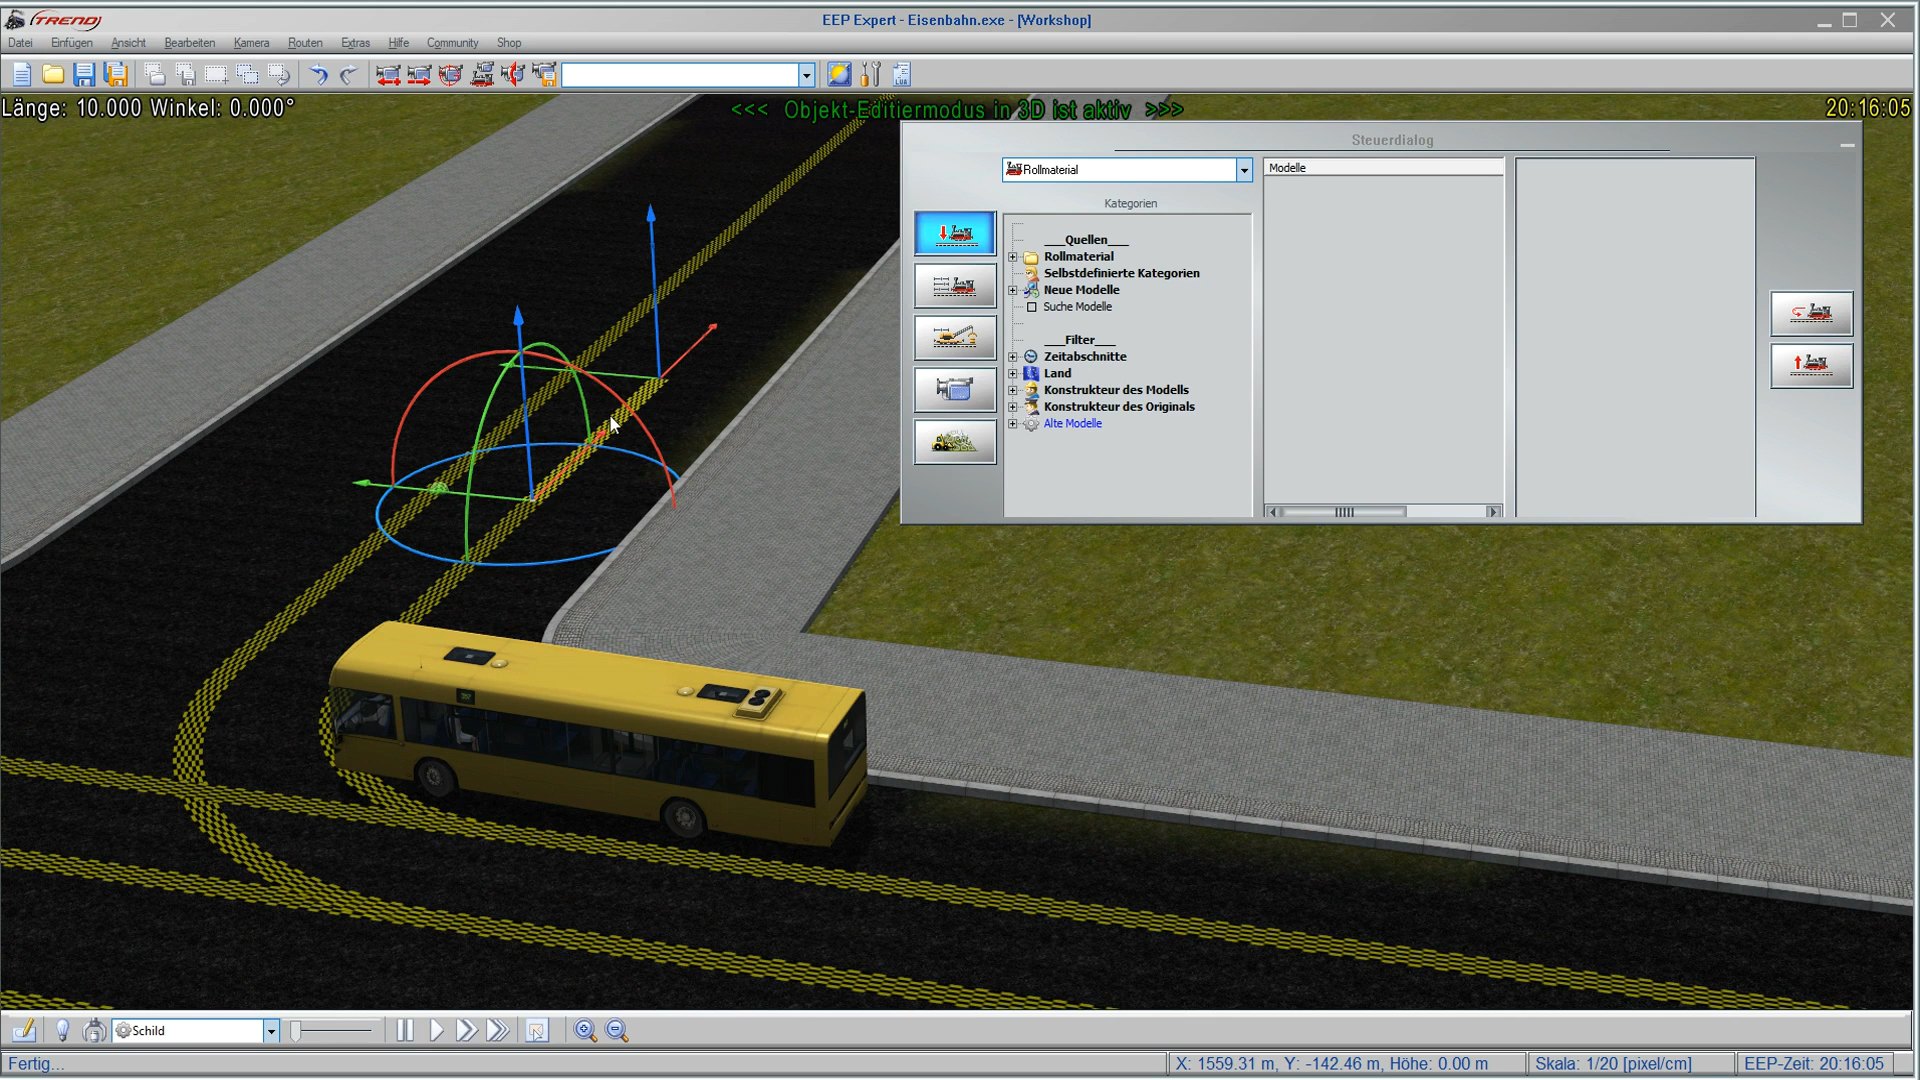 TREND
EEP Expert - Eisenbahn.exe - [Workshop]
Datei Einfügen Ansicht Bearbeiten Kamera Routen Extras Hilfe Community Shop
LUA
Länge: 10.000 Winkel: 0.000°
<<< Objekt-Editiermodus in 3D ist aktiv >>>
20:16:05
Steuerdialog
Rollmaterial
Modelle
Kategorien
___Quellen___
Rollmaterial
Selbstdefinierte Kategorien
Neue Modelle
Suche Modelle
___Filter___
Zeitabschnitte
Land
Konstrukteur des Modells
Konstrukteur des Originals
Alte Modelle
Schild
Fertig...
X: 1559.31 m, Y: -142.46 m, Höhe: 0.00 m
Skala: 1/20 [pixel/cm]
EEP-Zeit: 20:16:05